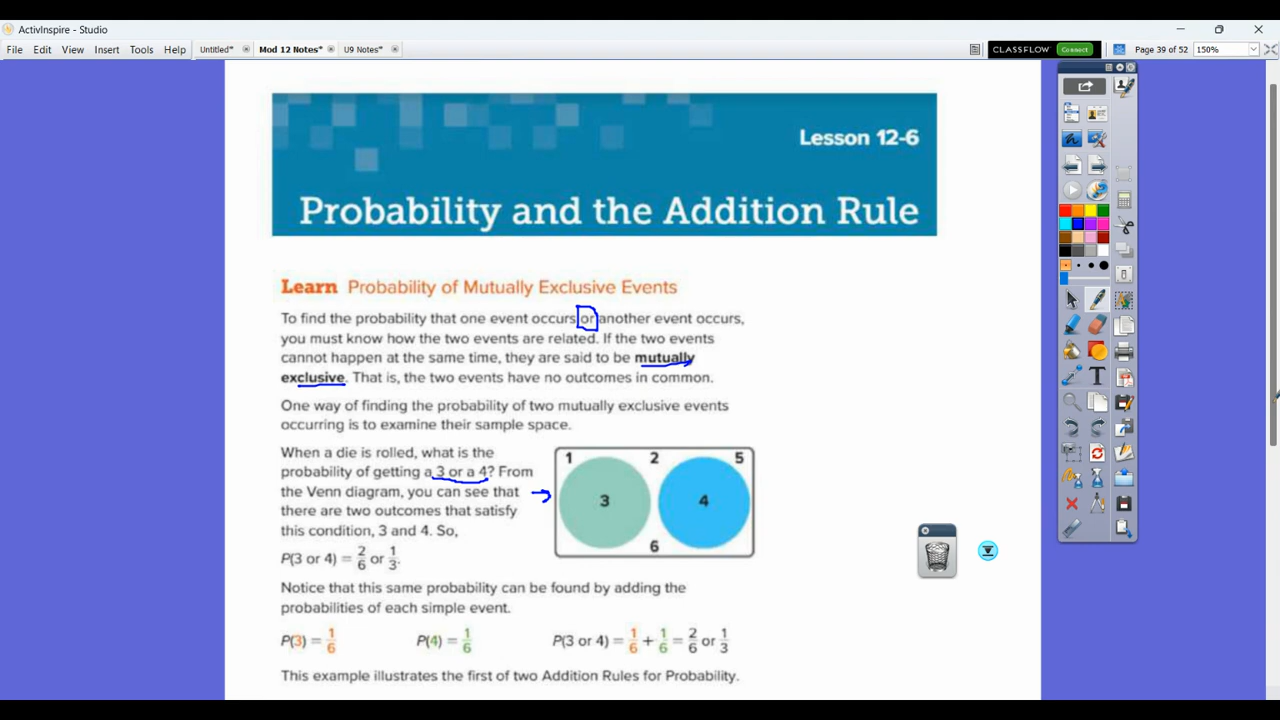 ActivInspire - Studio
File Edit View Insert Tools Help Untitled* Mod 12 Notes* U9 Notes* CLASSFLOW Connect Page 39 of 52 150%
Lesson 12-6
Probability and the Addition Rule
Learn Probability of Mutually Exclusive Events
To find the probability that one event occurs or another event occurs,
you must know how the two events are related. If the two events
cannot happen at the same time, they are said to be mutually
exclusive. That is, the two events have no outcomes in common.
One way of finding the probability of two mutually exclusive events
occurring is to examine their sample space.
When a die is rolled, what is the
probability of getting a 3 or a 4? From
the Venn diagram, you can see that
there are two outcomes that satisfy
this condition, 3 and 4. So,
P(3 or 4) = 2/6 or 1/3.
1 2 5
3 4
6
Notice that this same probability can be found by adding the
probabilities of each simple event.
P(3) = 1/6 P(4) = 1/6 P(3 or 4) = 1/6 + 1/6 = 2/6 or 1/3
This example illustrates the first of two Addition Rules for Probability.